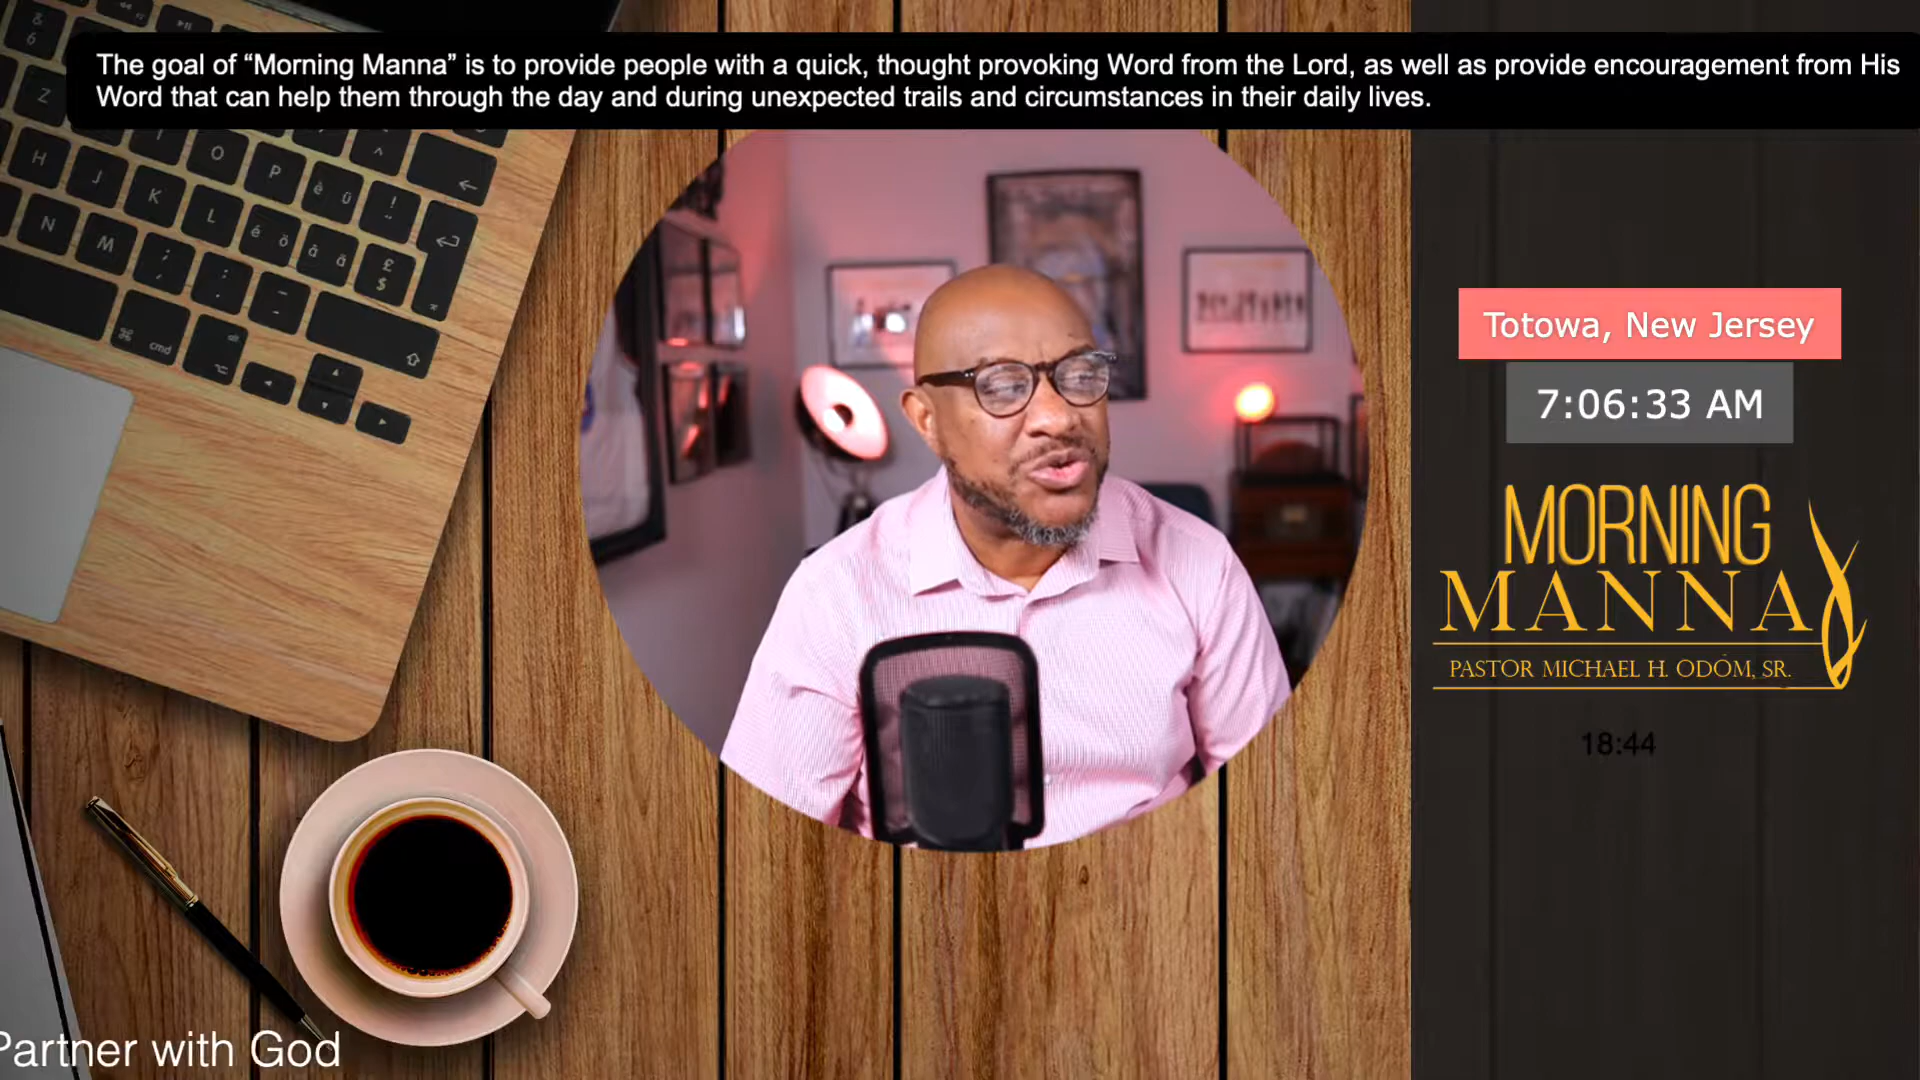 The goal of “Morning Manna” is to provide people with a quick, thought provoking Word from the Lord, as well as provide encouragement from His
Word that can help them through the day and during unexpected trails and circumstances in their daily lives.
Totowa, New Jersey
7:06:33 AM
MORNING
MANNA
PASTOR MICHAEL H. ODOM, SR.
18:44
Partner with God
&
6
Z
I O P è ü ! ¨ ^
H J K L é ö à ä £ $
N M ; , : . _ -
cmd